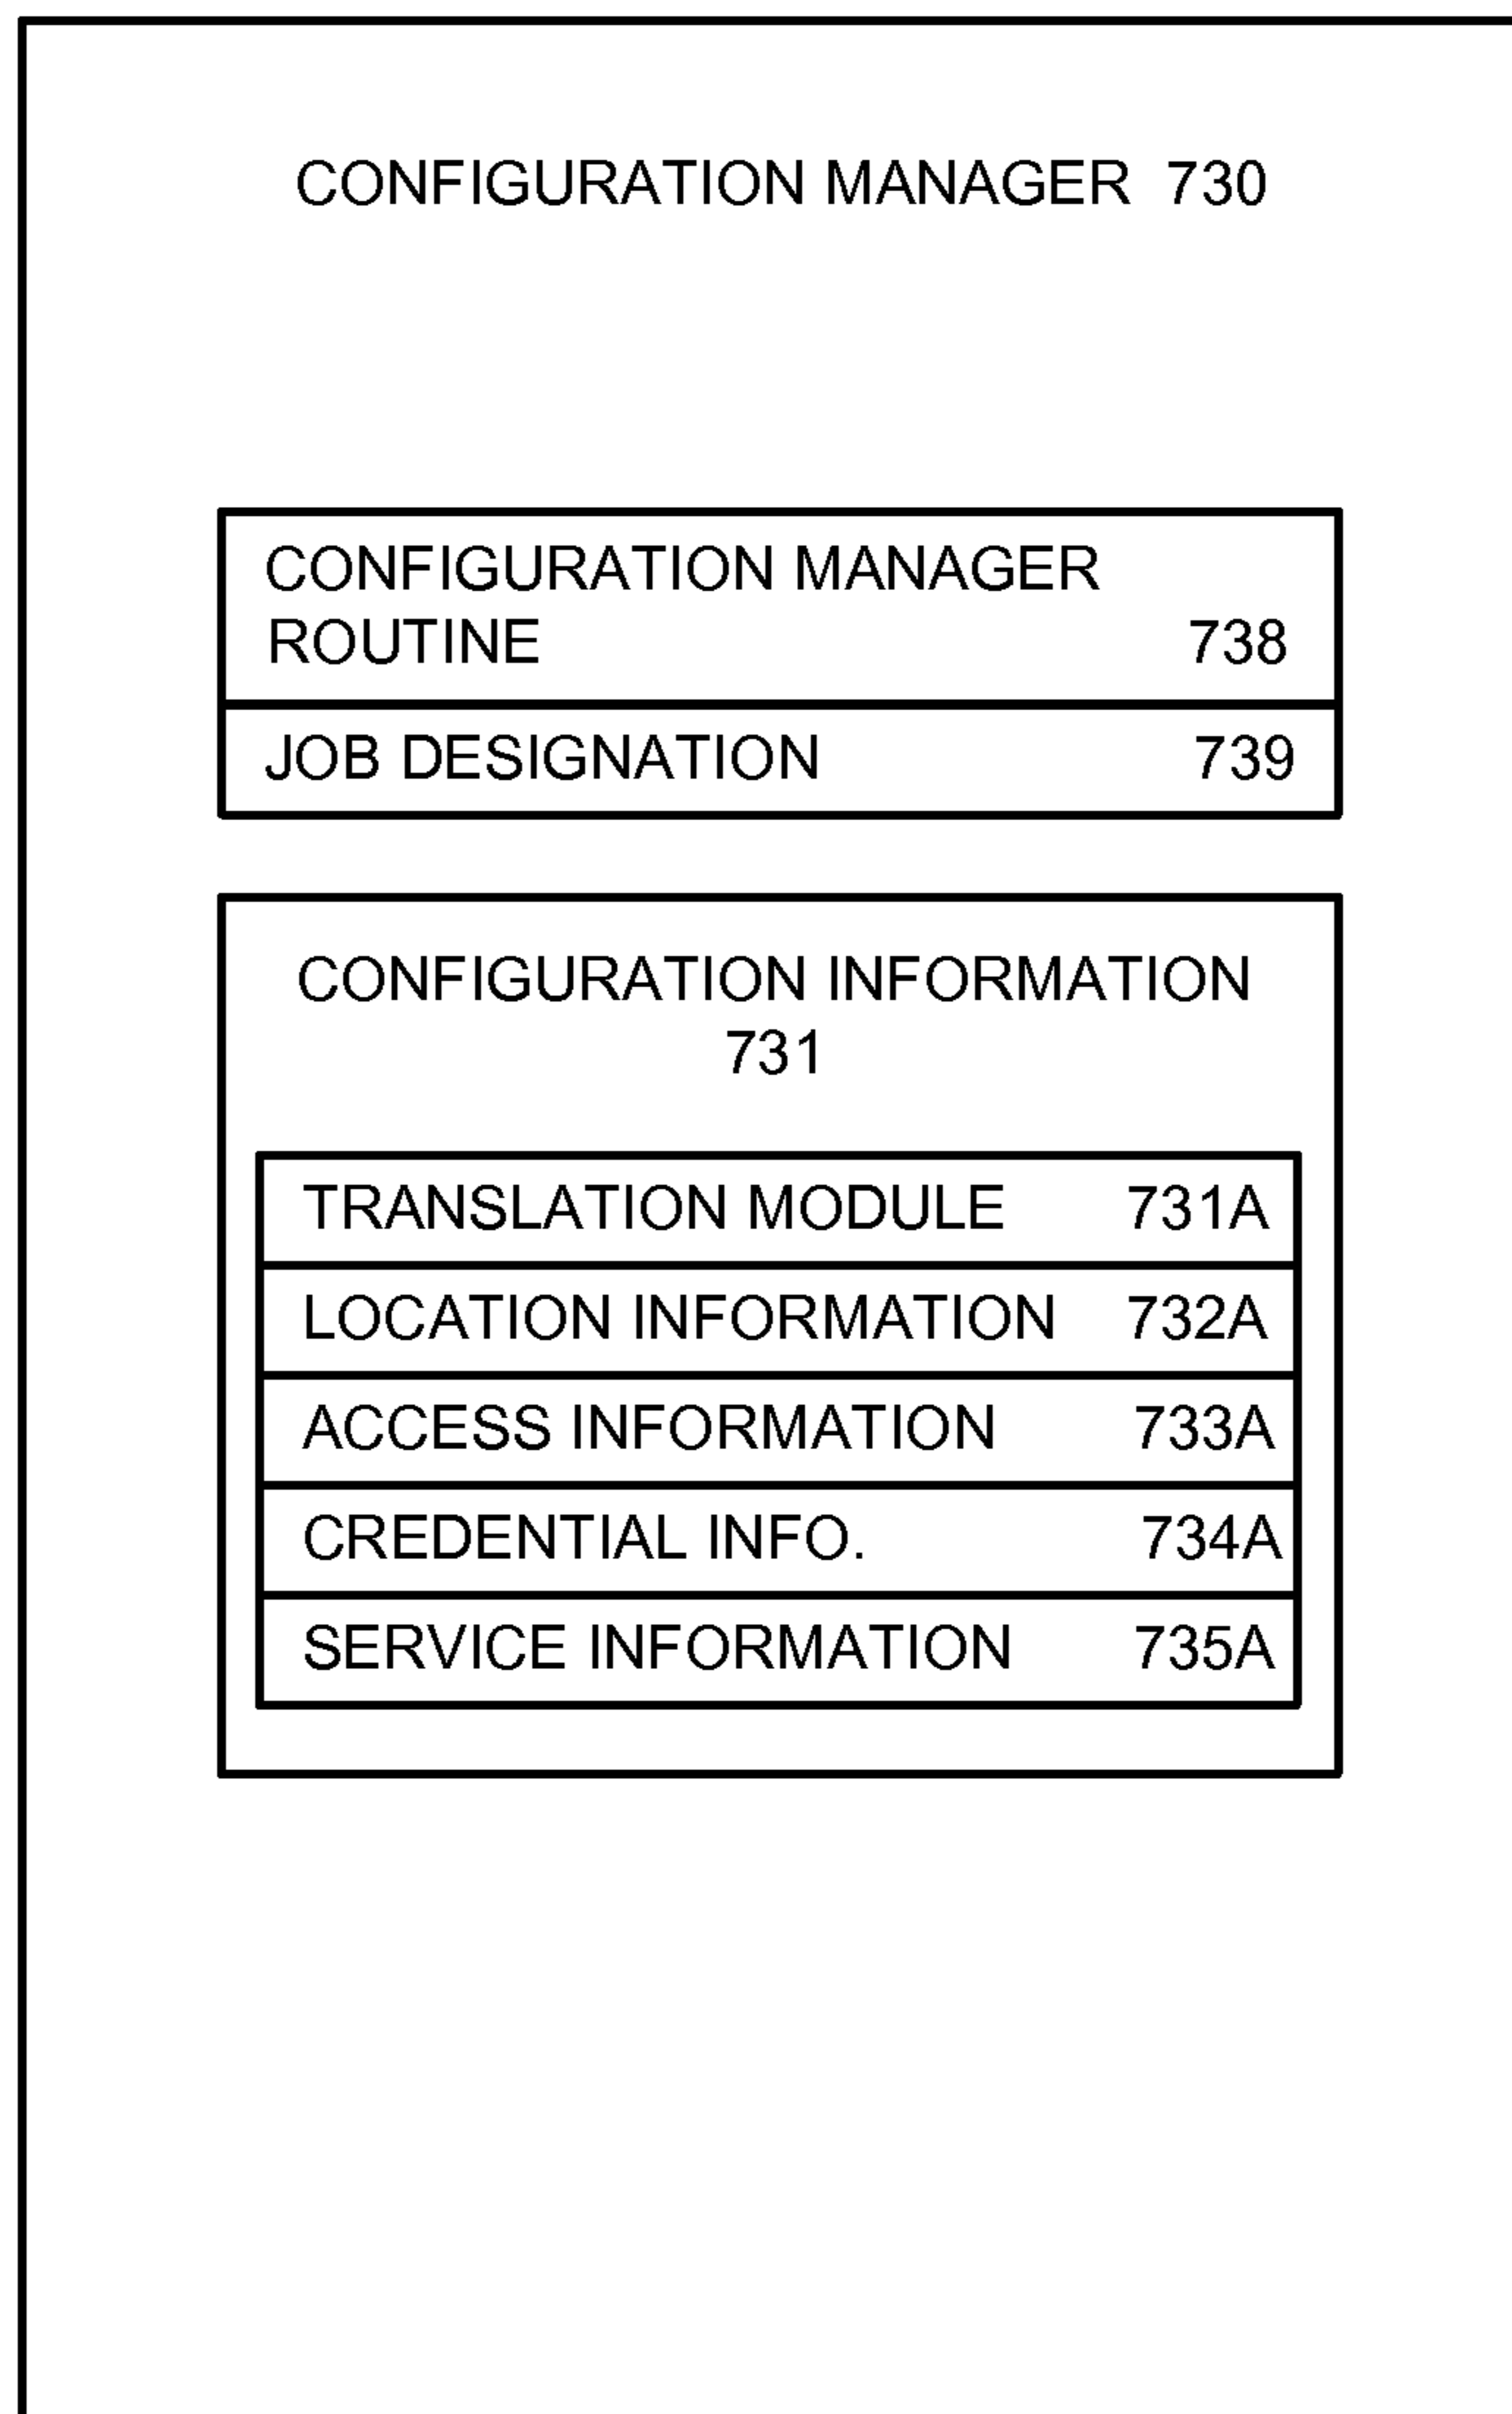 CONFIGURATION MANAGER 730
CONFIGURATION MANAGER
ROUTINE 738
JOB DESIGNATION 739
CONFIGURATION INFORMATION
731
TRANSLATION MODULE 731A
LOCATION INFORMATION 732A
ACCESS INFORMATION 733A
CREDENTIAL INFO. 734A
SERVICE INFORMATION 735A